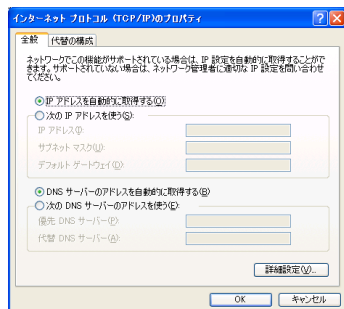 インターネット プロトコル (TCP/IP)のプロパティ
全般 代替の構成
ネットワークでこの機能がサポートされている場合は、IP 設定を自動的に取得することがで
きます。サポートされていない場合は、ネットワーク管理者に適切な IP 設定を問い合わせ
てください。
IP アドレスを自動的に取得する(O)
次の IP アドレスを使う(S):
IP アドレス(I):
サブネット マスク(U):
デフォルト ゲートウェイ(D):
DNS サーバーのアドレスを自動的に取得する(B)
次の DNS サーバーのアドレスを使う(E):
優先 DNS サーバー(P):
代替 DNS サーバー(A):
詳細設定(V)...
OK キャンセル